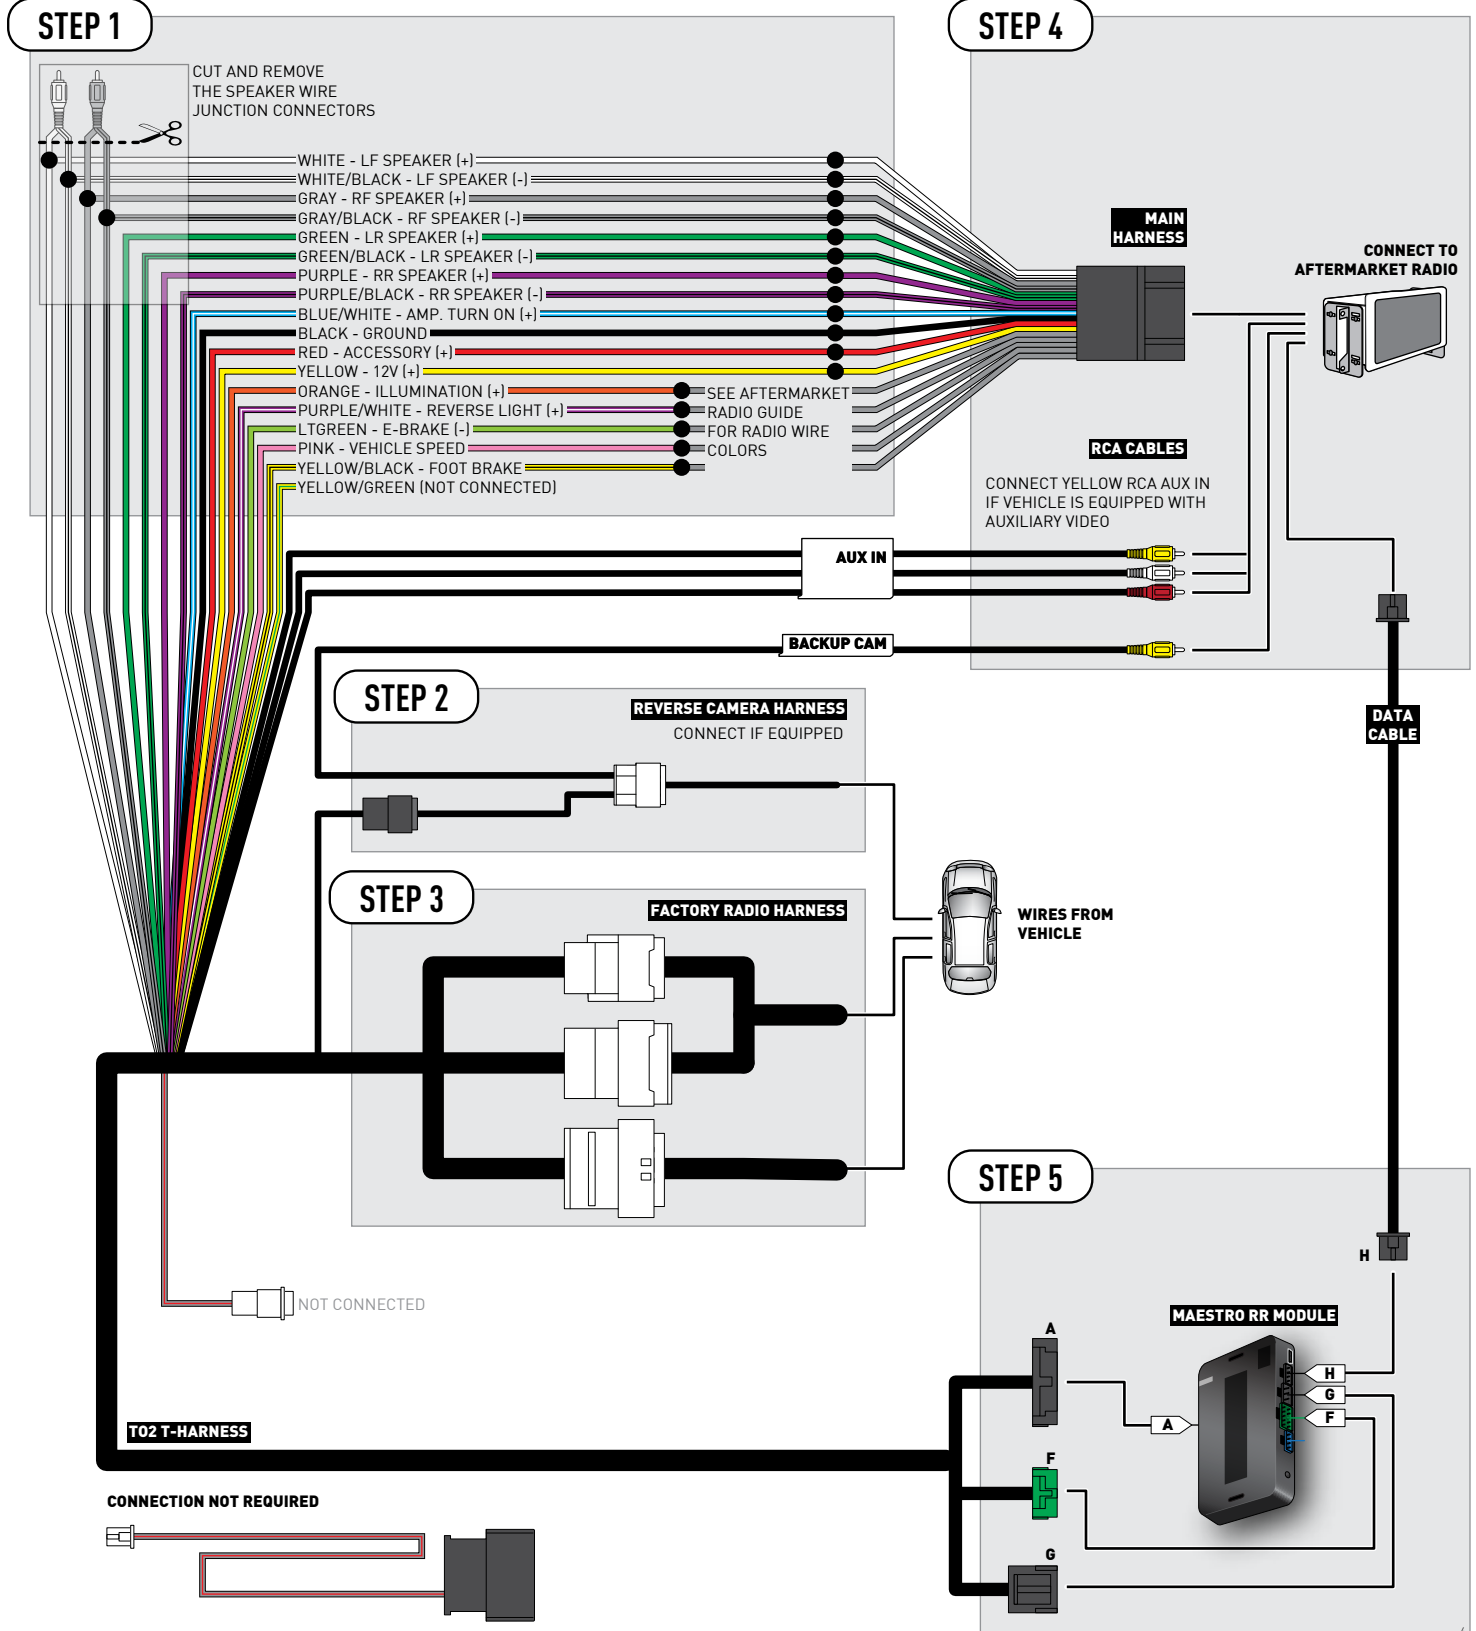 STEP 1
CUT AND REMOVE
THE SPEAKER WIRE
JUNCTION CONNECTORS
WHITE - LF SPEAKER (+)
WHITE/BLACK - LF SPEAKER (-)
GRAY - RF SPEAKER (+)
GRAY/BLACK - RF SPEAKER (-)
GREEN - LR SPEAKER (+)
GREEN/BLACK - LR SPEAKER (-)
PURPLE - RR SPEAKER (+)
PURPLE/BLACK - RR SPEAKER (-)
BLUE/WHITE - AMP. TURN ON (+)
BLACK - GROUND
RED - ACCESSORY (+)
YELLOW - 12V (+)
ORANGE - ILLUMINATION (+)
PURPLE/WHITE - REVERSE LIGHT (+)
LTGREEN - E-BRAKE (-)
PINK - VEHICLE SPEED
YELLOW/BLACK - FOOT BRAKE
YELLOW/GREEN (NOT CONNECTED)
SEE AFTERMARKET
RADIO GUIDE
FOR RADIO WIRE
COLORS
STEP 4
MAIN
HARNESS
CONNECT TO
AFTERMARKET RADIO
RCA CABLES
CONNECT YELLOW RCA AUX IN
IF VEHICLE IS EQUIPPED WITH
AUXILIARY VIDEO
AUX IN
BACKUP CAM
DATA
CABLE
STEP 2
REVERSE CAMERA HARNESS
CONNECT IF EQUIPPED
STEP 3
FACTORY RADIO HARNESS
WIRES FROM
VEHICLE
NOT CONNECTED
STEP 5
H
MAESTRO RR MODULE
A
H
G
F
A
F
G
TO2 T-HARNESS
CONNECTION NOT REQUIRED